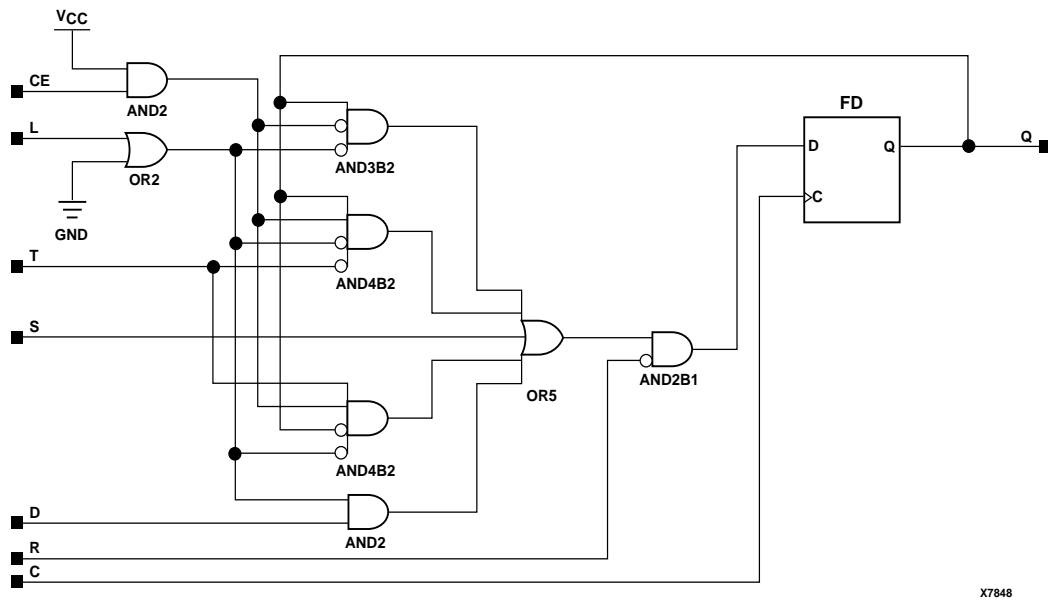 VCC
CE
AND2
L
OR2
GND
T
S
D
R
C
AND3B2
AND4B2
AND4B2
AND2
OR5
AND2B1
FD
D
Q
C
Q
X7848